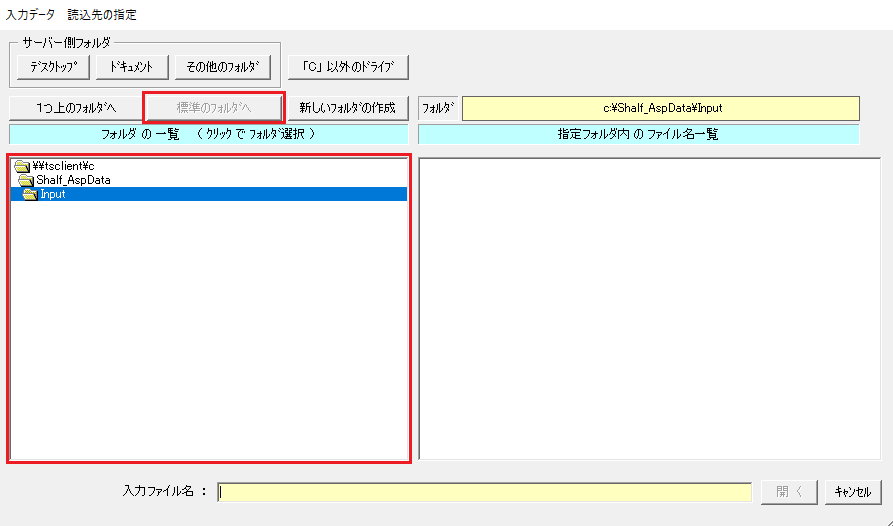 入力データ　読込先の指定
サーバー側フォルダ
ﾃﾞｽｸﾄｯﾌﾟ ﾄﾞｷｭﾒﾝﾄ その他のﾌｫﾙﾀﾞ 「C」以外のﾄﾞﾗｲﾌﾞ
1つ上のﾌｫﾙﾀﾞへ 標準のﾌｫﾙﾀﾞへ 新しいﾌｫﾙﾀﾞの作成 ﾌｫﾙﾀﾞ c:¥Shalf_AspData¥Input
フォルダ の 一覧　（ ｸﾘｯｸ で ﾌｫﾙﾀﾞ選択 ） 指定フォルダ内 の ファイル名一覧
¥¥tsclient¥c
Shalf_AspData
Input
入力ファイル名 ： 開 く ｷｬﾝｾﾙ